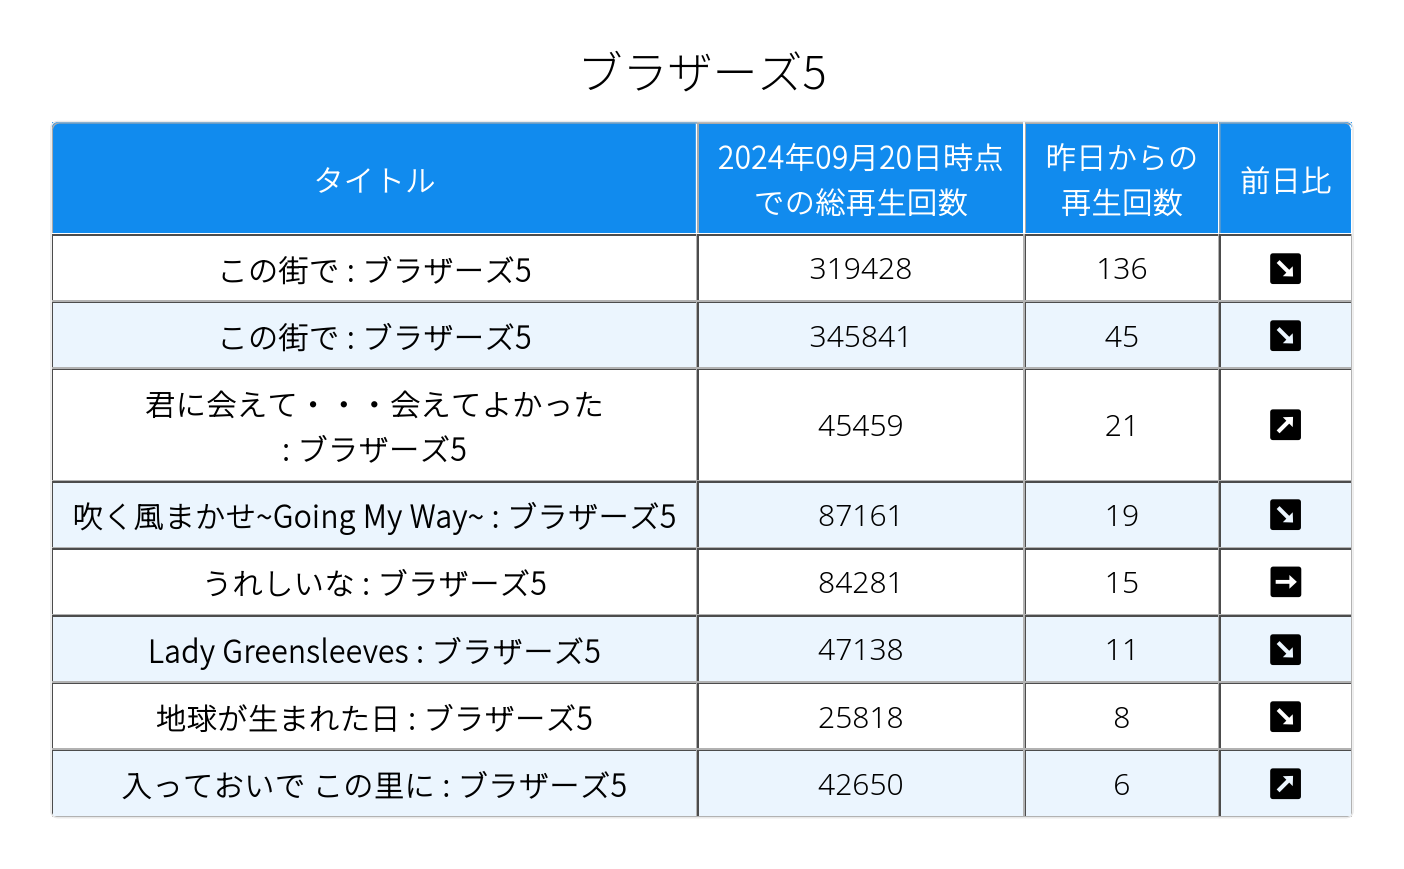 ブラザーズ5
タイトル
2024年09月20日時点
での総再生回数
昨日からの
再生回数
前日比
この街で : ブラザーズ5
319428
136
この街で : ブラザーズ5
345841
45
君に会えて・・・会えてよかった
: ブラザーズ5
45459
21
吹く風まかせ~Going My Way~ : ブラザーズ5
87161
19
うれしいな : ブラザーズ5
84281
15
Lady Greensleeves : ブラザーズ5
47138
11
地球が生まれた日 : ブラザーズ5
25818
8
入っておいで この里に : ブラザーズ5
42650
6